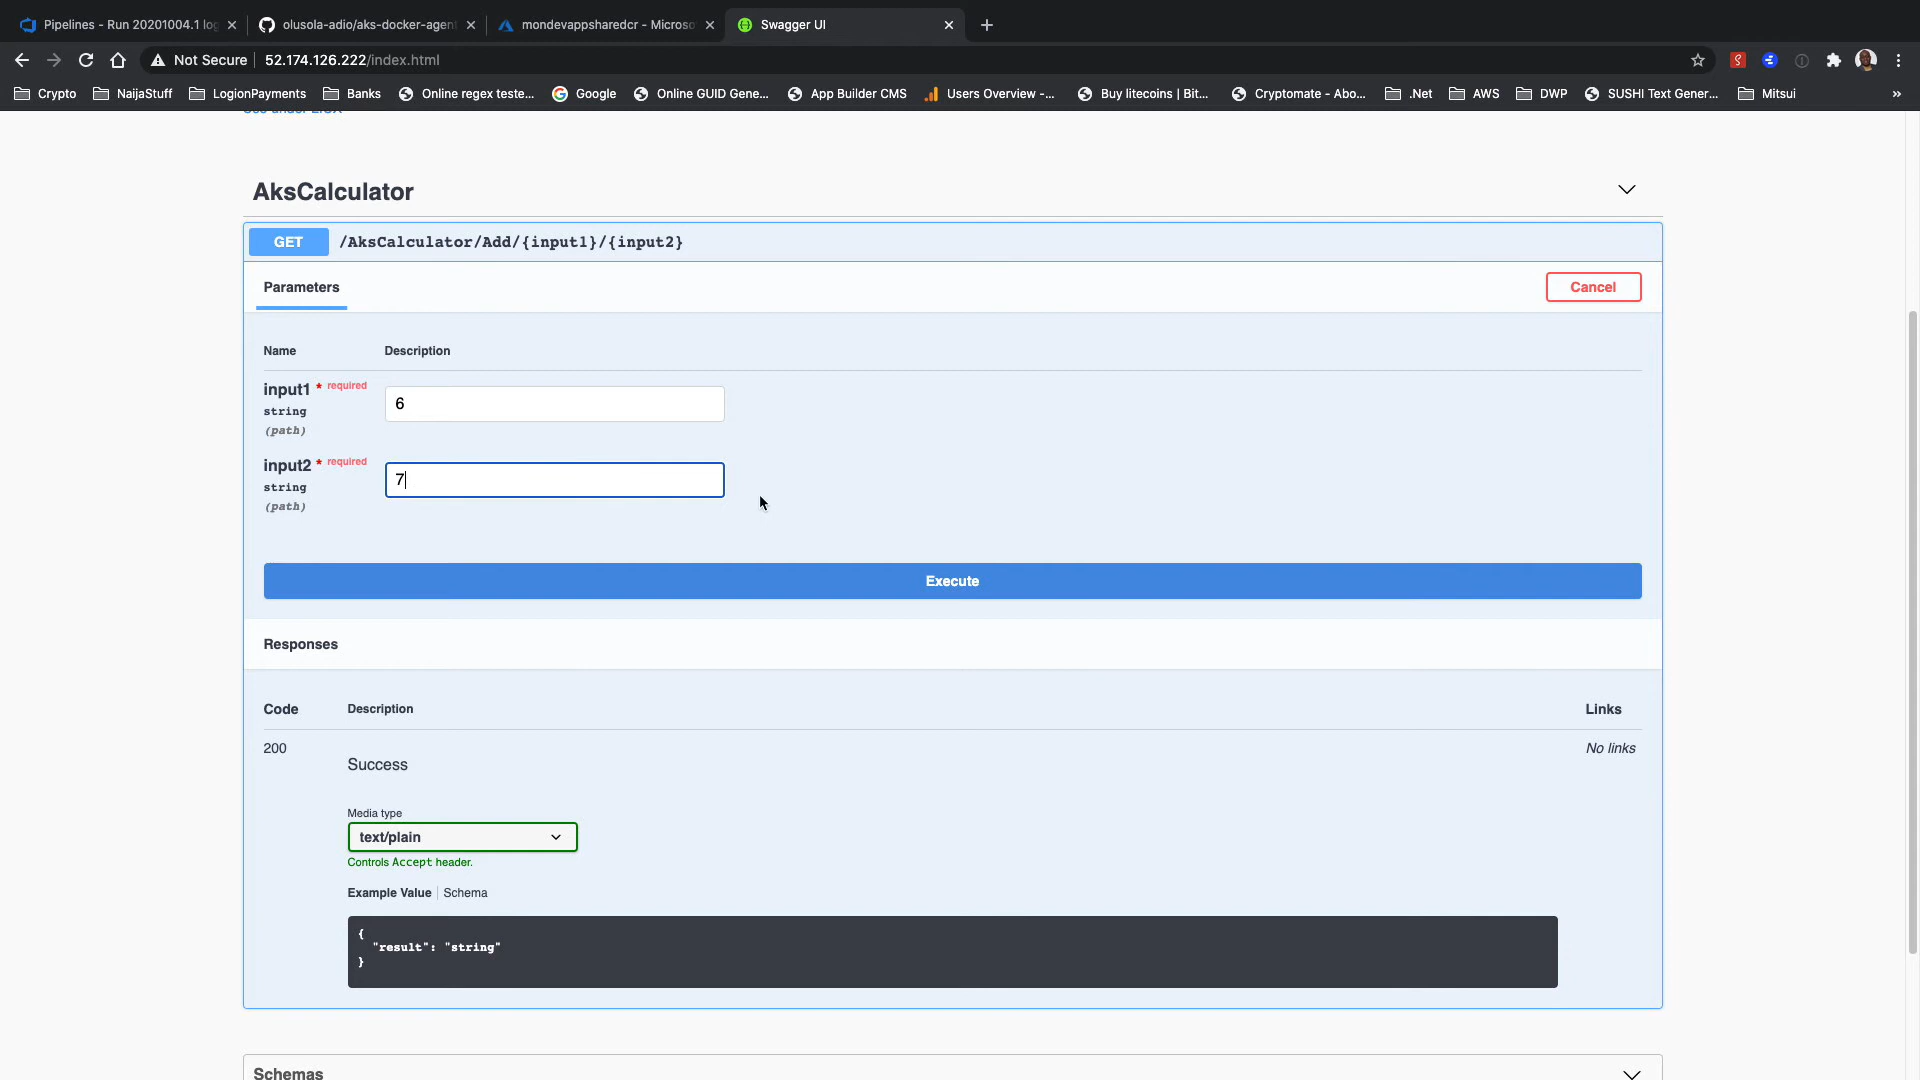 Pipelines - Run 20201004.1 log
olusola-adio/aks-docker-agent
mondevappsharedcr - Microso
Swagger UI
Not Secure
52.174.126.222/index.html
Crypto
NaijaStuff
LogionPayments
Banks
Online regex teste...
Google
Online GUID Gene...
App Builder CMS
Users Overview -...
Buy litecoins | Bit...
Cryptomate - Abo...
.Net
AWS
DWP
SUSHI Text Gener...
Mitsui
»
AksCalculator
GET /AksCalculator/Add/{input1}/{input2}
Parameters
Cancel
Name Description
input1 * required
string
(path)
6
input2 * required
string
(path)
7
Execute
Responses
Code Description Links
200 No links
Success
Media type
text/plain
Controls Accept header.
Example Value | Schema
{
"result": "string"
}
Schemas